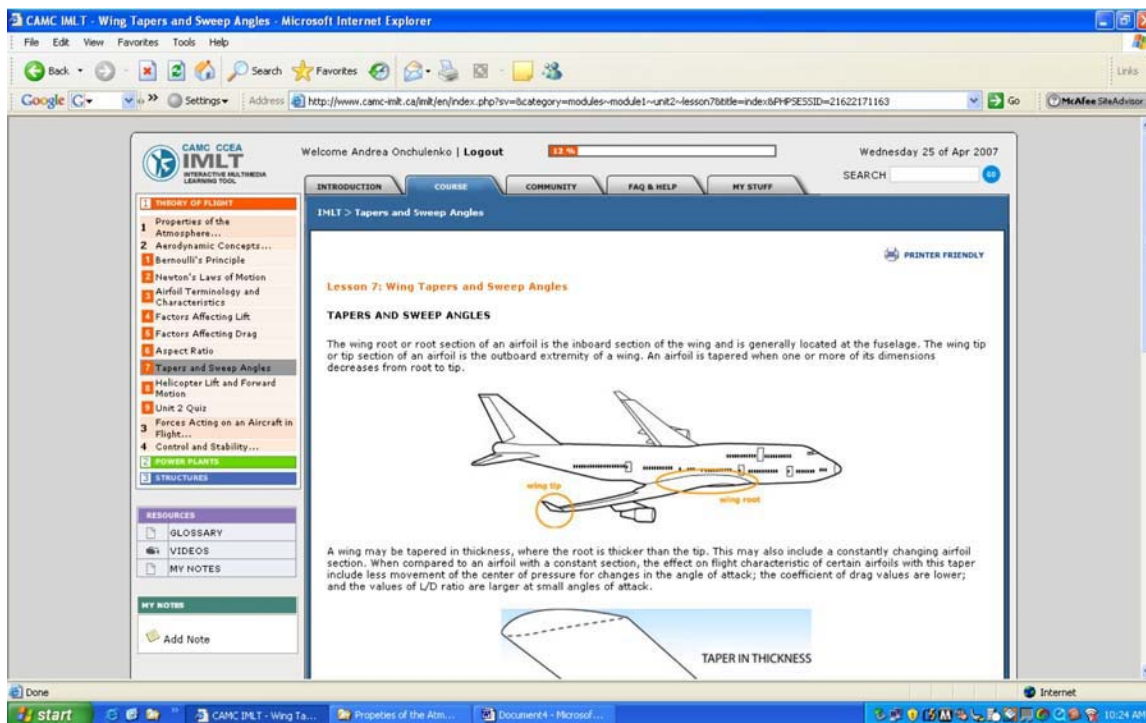 CAMC IMLT - Wing Tapers and Sweep Angles - Microsoft Internet Explorer
File Edit View Favorites Tools Help
Back Search Favorites Links
Google Settings Address http://www.camc-imlt.ca/imlt/en/index.php?sv=&category=modules~module1~unit2~lesson7&title=index&PHPSESSID=21622171163 Go McAfee SiteAdvisor
CAMC CCEA
IMLT
INTERACTIVE MULTIMEDIA
LEARNING TOOL
Welcome Andrea Onchulenko | Logout 12 % Wednesday 25 of Apr 2007
SEARCH GO
INTRODUCTION COURSE COMMUNITY FAQ & HELP MY STUFF
1 THEORY OF FLIGHT
1 Properties of the
Atmosphere...
2 Aerodynamic Concepts...
1 Bernoulli's Principle
2 Newton's Laws of Motion
3 Airfoil Terminology and
Characteristics
4 Factors Affecting Lift
5 Factors Affecting Drag
6 Aspect Ratio
7 Tapers and Sweep Angles
8 Helicopter Lift and Forward
Motion
9 Unit 2 Quiz
3 Forces Acting on an Aircraft in
Flight...
4 Control and Stability...
2 POWER PLANTS
3 STRUCTURES
RESOURCES
GLOSSARY
VIDEOS
MY NOTES
MY NOTES
Add Note
IMLT > Tapers and Sweep Angles
PRINTER FRIENDLY
Lesson 7: Wing Tapers and Sweep Angles
TAPERS AND SWEEP ANGLES
The wing root or root section of an airfoil is the inboard section of the wing and is generally located at the fuselage. The wing tip
or tip section of an airfoil is the outboard extremity of a wing. An airfoil is tapered when one or more of its dimensions
decreases from root to tip.
wing tip
wing root
A wing may be tapered in thickness, where the root is thicker than the tip. This may also include a constantly changing airfoil
section. When compared to an airfoil with a constant section, the effect on flight characteristic of certain airfoils with this taper
include less movement of the center of pressure for changes in the angle of attack; the coefficient of drag values are lower;
and the values of L/D ratio are larger at small angles of attack.
TAPER IN THICKNESS
Done Internet
start CAMC IMLT - Wing Ta... Propeties of the Atm... Document4 - Microsof... 10:24 AM